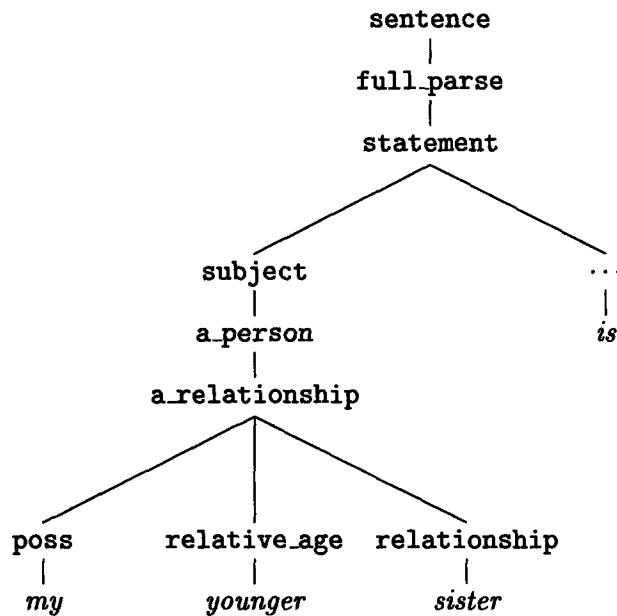 sentence
full_parse
statement
subject ...
a_person is
a_relationship
poss relative_age relationship
my younger sister